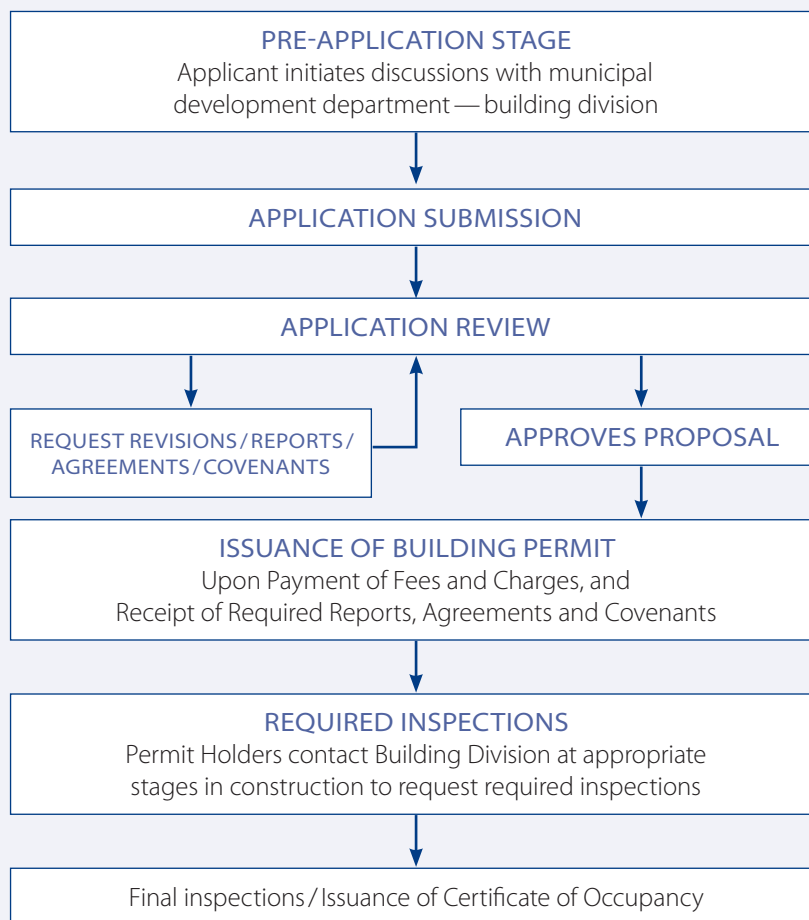 PRE-APPLICATION STAGE
Applicant initiates discussions with municipal
development department — building division
APPLICATION SUBMISSION
APPLICATION REVIEW
REQUEST REVISIONS / REPORTS /
AGREEMENTS / COVENANTS
APPROVES PROPOSAL
ISSUANCE OF BUILDING PERMIT
Upon Payment of Fees and Charges, and
Receipt of Required Reports, Agreements and Covenants
REQUIRED INSPECTIONS
Permit Holders contact Building Division at appropriate
stages in construction to request required inspections
Final inspections / Issuance of Certificate of Occupancy